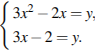 3x² − 2x = y,
3x − 2 = y.